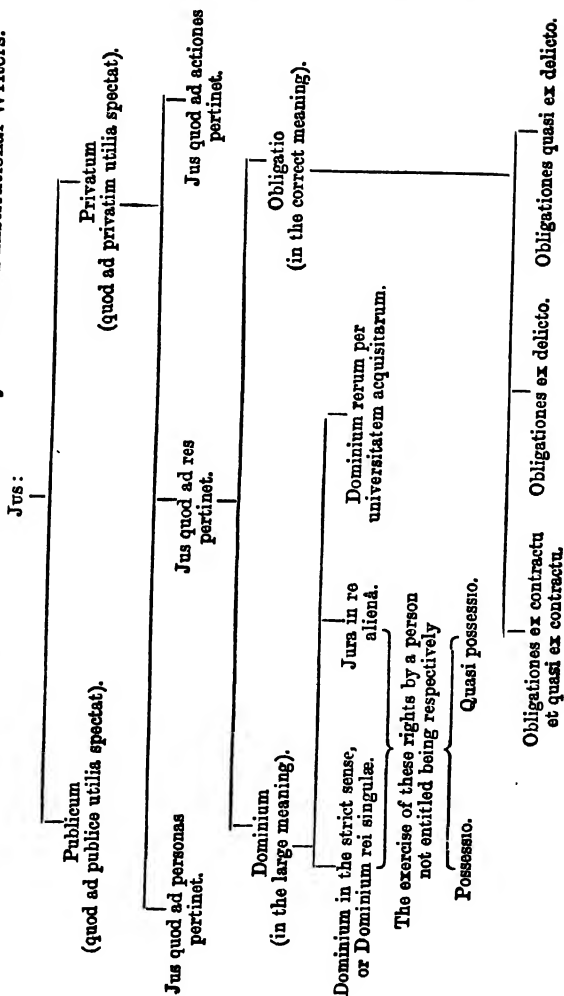 Institutional Writers.
Jus:
Publicum
(quod ad publice utilia spectat).
Privatum
(quod ad privatim utilia spectat).
Jus quod ad personas
pertinet.
Jus quod ad res
pertinet.
Jus quod ad actiones
pertinet.
Dominium
(in the large meaning).
Obligatio
(in the correct meaning).
Dominium in the strict sense,
or Dominium rei singulæ.
Jura in re
alienâ.
Dominium rerum per
universitatem acquisitarum.
The exercise of these rights by a person
not entitled being respectively
Possessio.
Quasi possessio.
Obligationes ex contractu
et quasi ex contractu.
Obligationes ex delicto.
Obligationes quasi ex delicto.